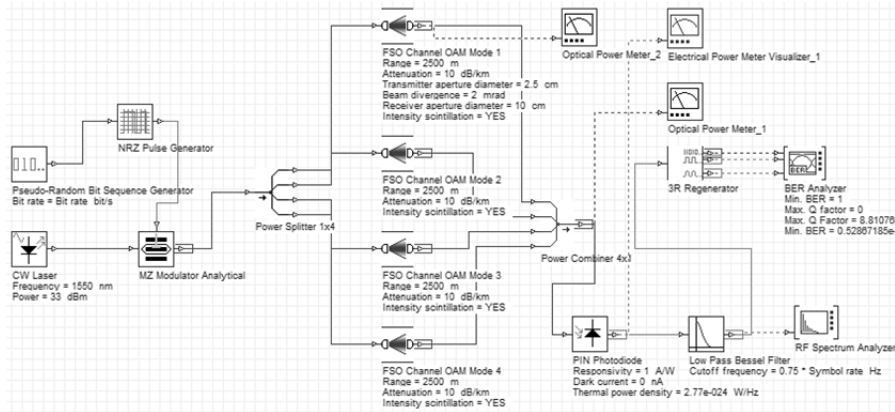 FSO Channel OAM Mode 1
Range = 2500 m
Attenuation = 10 dB/km
Transmitter aperture diameter = 2.5 cm
Beam divergence = 2 mrad
Receiver aperture diameter = 10 cm
Intensity scintillation = YES
Optical Power Meter_2
Electrical Power Meter Visualizer_1
Optical Power Meter_1
010..
NRZ Pulse Generator
Pseudo-Random Bit Sequence Generator
Bit rate = Bit rate bit/s
CW Laser
Frequency = 1550 nm
Power = 33 dBm
MZ Modulator Analytical
Power Splitter 1x4
FSO Channel OAM Mode 2
Range = 2500 m
Attenuation = 10 dB/km
Intensity scintillation = YES
FSO Channel OAM Mode 3
Range = 2500 m
Attenuation = 10 dB/km
Intensity scintillation = YES
FSO Channel OAM Mode 4
Range = 2500 m
Attenuation = 10 dB/km
Intensity scintillation = YES
Power Combiner 4x1
3R Regenerator
BER Analyzer
Min. BER = 1
Max. Q factor = 0
Max. Q Factor = 8.81076
Min. BER = 0.52867185e-
PIN Photodiode
Responsivity = 1 A/W
Dark current = 0 nA
Thermal power density = 2.77e-024 W/Hz
Low Pass Bessel Filter
Cutoff frequency = 0.75 * Symbol rate Hz
RF Spectrum Analyzer